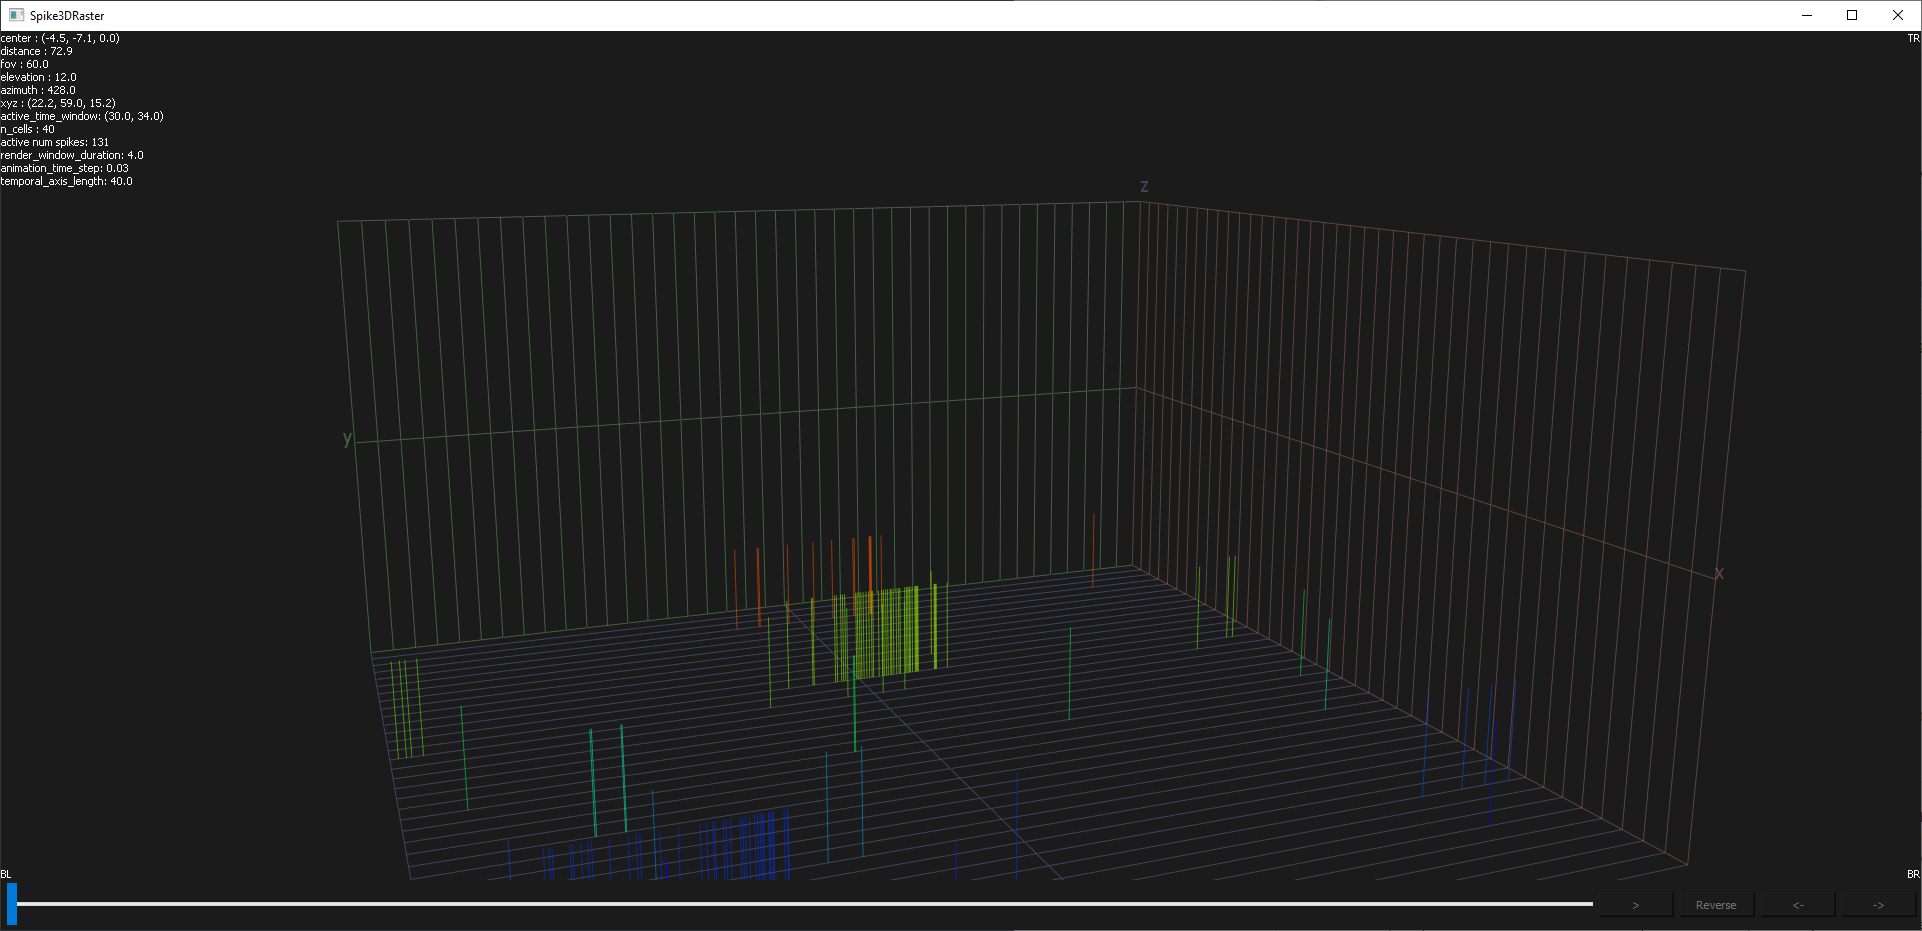 Spike3DRaster
center : (-4.5, -7.1, 0.0)
TR
distance : 72.9
fov : 60.0
elevation : 12.0
azimuth : 428.0
xyz : (22.2, 59.0, 15.2)
active_time_window: (30.0, 34.0)
n_cells : 40
active num spikes: 131
render_window_duration: 4.0
animation_time_step: 0.03
temporal_axis_length: 40.0
z
y
x
BL
BR
>
Reverse
<-
->